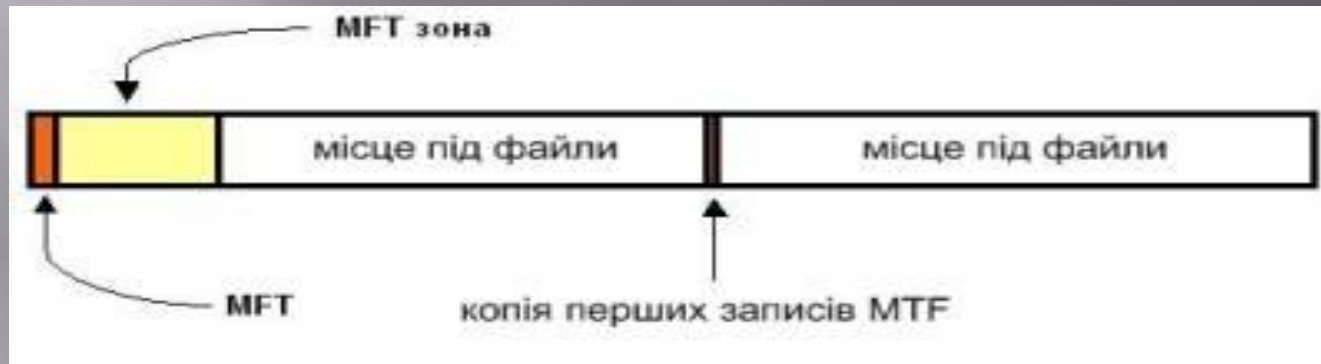 MFT зона
місце під файли місце під файли
MFT
копія перших записів MTF